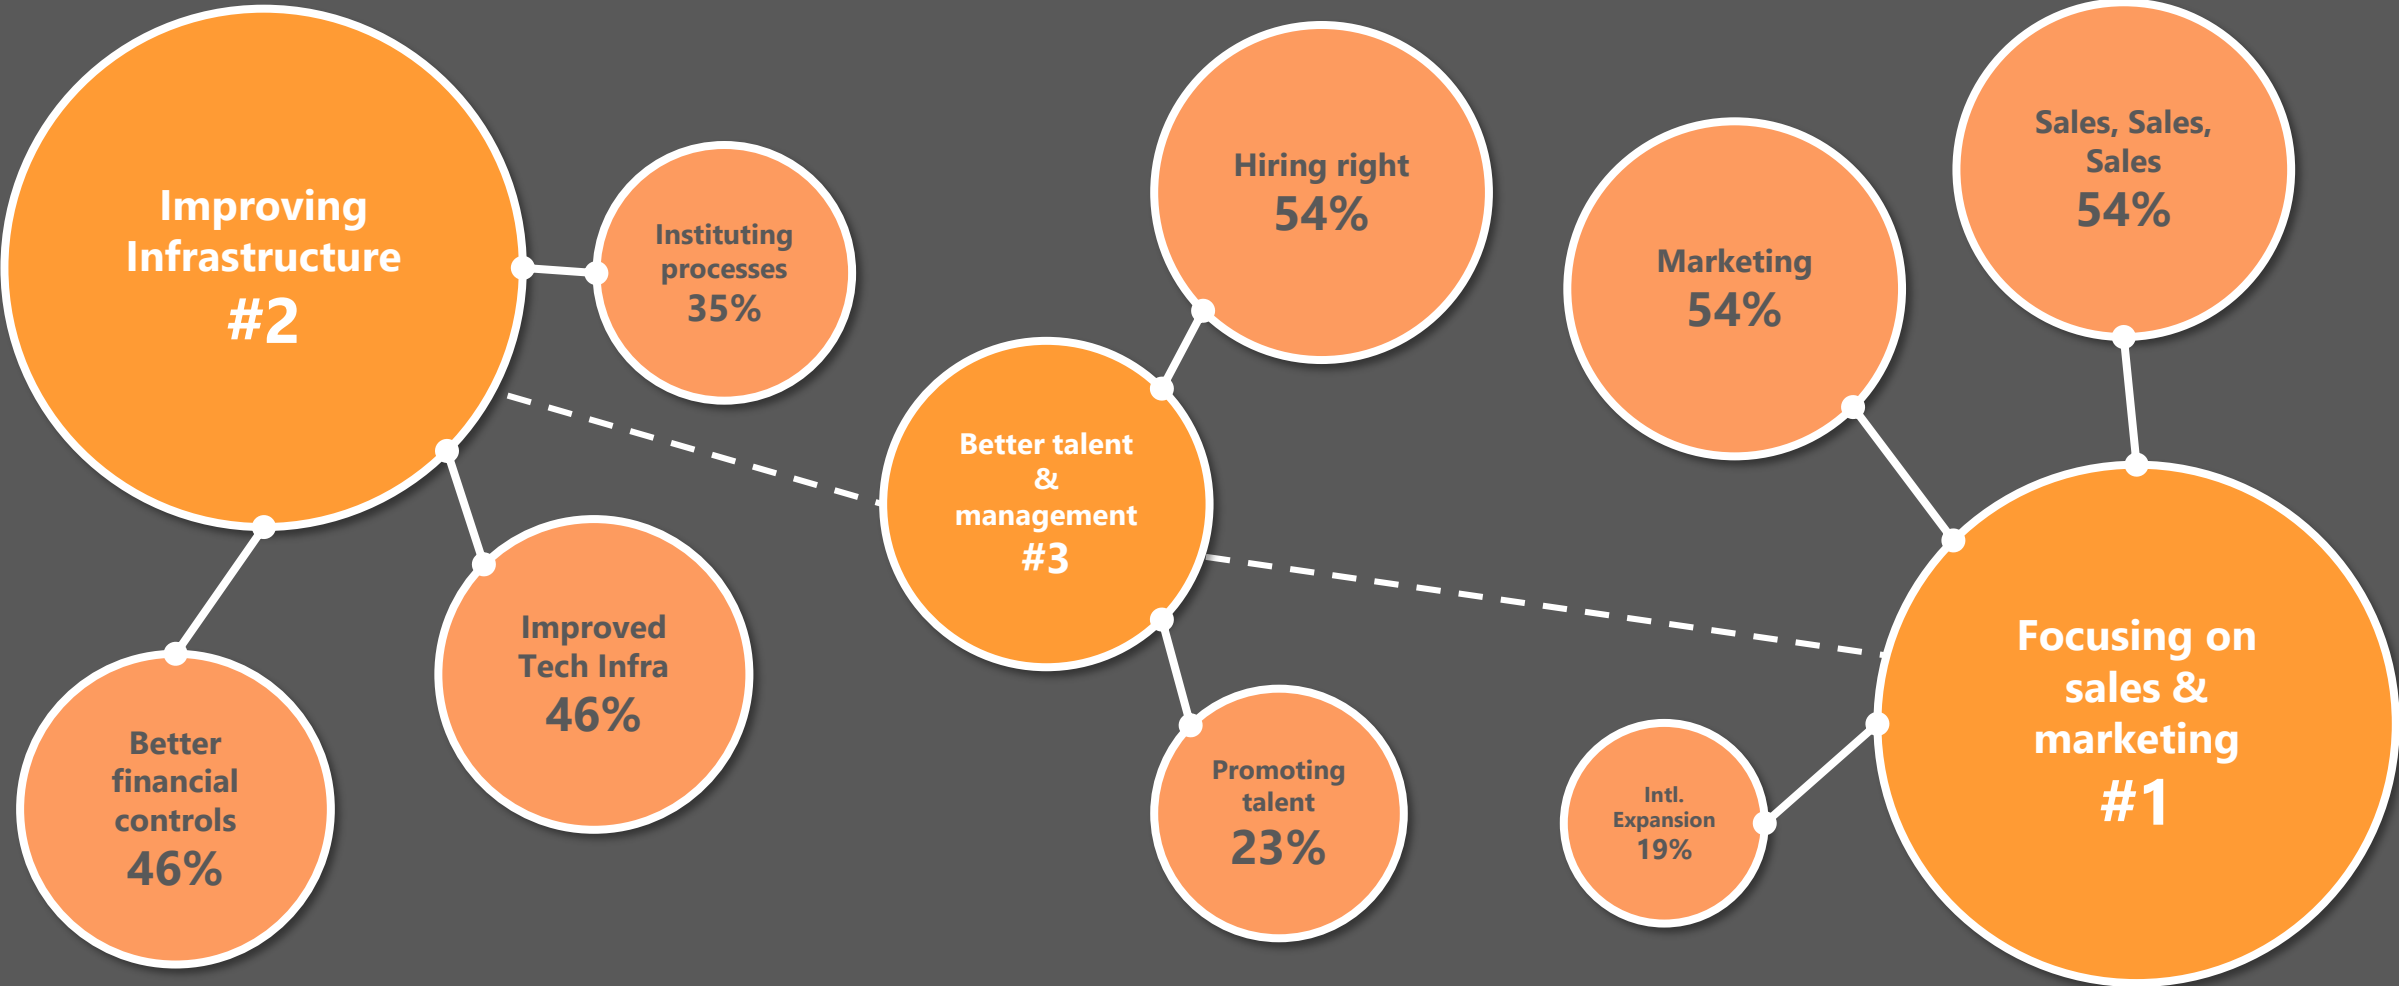 Improving
Infrastructure
#2
Instituting
processes
35%
Better
financial
controls
46%
Improved
Tech Infra
46%
Better talent
&
management
#3
Hiring right
54%
Promoting
talent
23%
Marketing
54%
Sales, Sales,
Sales
54%
Intl.
Expansion
19%
Focusing on
sales &
marketing
#1